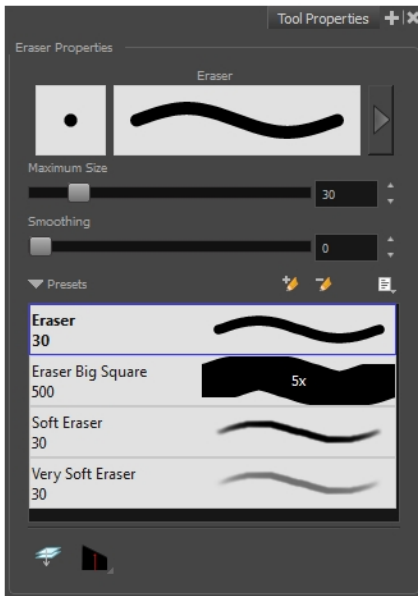 Tool Properties
Eraser Properties
Eraser
Maximum Size
30
Smoothing
0
Presets
Eraser
30
Eraser Big Square
500
5x
Soft Eraser
30
Very Soft Eraser
30